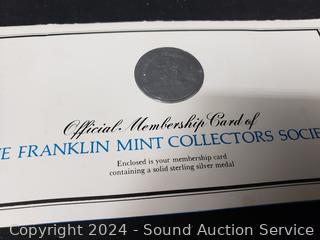 Official Membership Card of
E FRANKLIN MINT COLLECTORS SOCIE
Enclosed is your membership card
containing a solid sterling silver medal
Copyright 2024 - Sound Auction Service